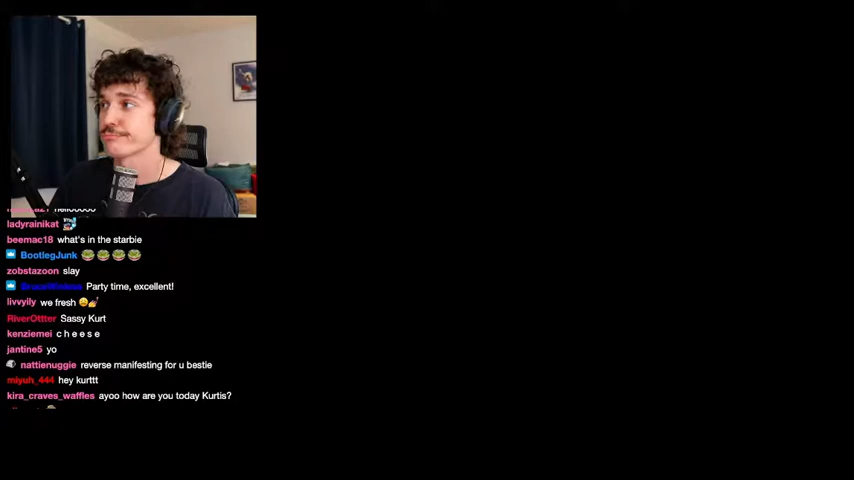 ladyrainikat
beemac18 what's in the starbie
BootlegJunk
zobstazoon slay
Party time, excellent!
livvyily we fresh
RiverOttter Sassy Kurt
kenziemei c h e e s e
jantine5 yo
nattienuggie reverse manifesting for u bestie
miyuh_444 hey kurttt
kira_craves_waffles ayoo how are you today Kurtis?